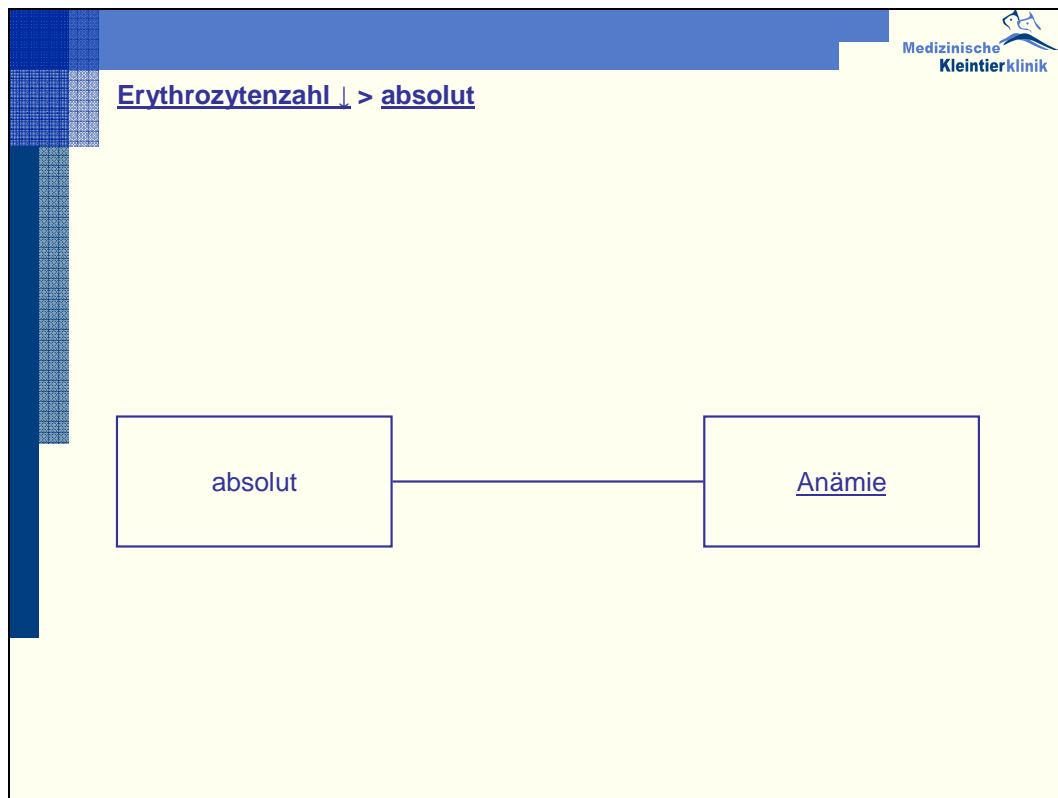 Medizinische
Kleintierklinik
Erythrozytenzahl ↓ > absolut
absolut
Anämie